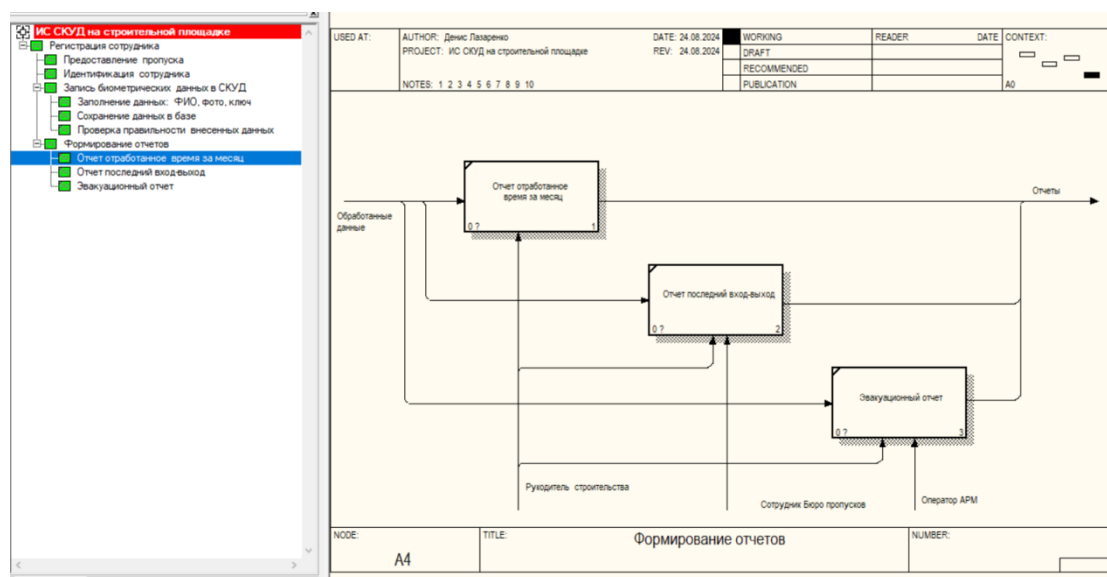 ИС СКУД на строительной площадке
Регистрация сотрудника
Предоставление пропуска
Идентификация сотрудника
Запись биометрических данных в СКУД
Заполнение данных: ФИО, фото, ключ
Сохранение данных в базе
Проверка правильности внесенных данных
Формирование отчетов
Отчет отработанное время за месяц
Отчет последний вход-выход
Эвакуационный отчет
USED AT:
AUTHOR: Денис Лазаренко
DATE: 24.08.2024
WORKING
READER
DATE
CONTEXT:
PROJECT: ИС СКУД на строительной площадке
REV: 24.08.2024
DRAFT
RECOMMENDED
NOTES: 1 2 3 4 5 6 7 8 9 10
PUBLICATION
A0
Отчет отработанное
время за месяц
0 ?
1
Отчеты
Обработанные
данные
Отчет последний вход-выход
0 ?
2
Эвакуационный отчет
0 ?
3
Рукодитель строительства
Сотрудник Бюро пропусков
Оператор АРМ
NODE:
A4
TITLE:
Формирование отчетов
NUMBER: